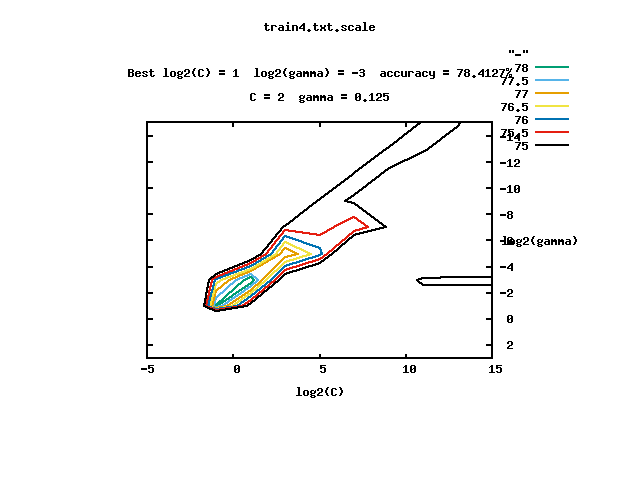 train4.txt.scale
"-"
Best log2(C) = 1 log2(gamma) = -3 accuracy = 78.4127%
78
77.5
77
76.5
76
75.5
75
C = 2 gamma = 0.125
-14
-12
-10
-8
-6
log2(gamma)
-4
-2
0
2
-5 0 5 10 15
log2(C)